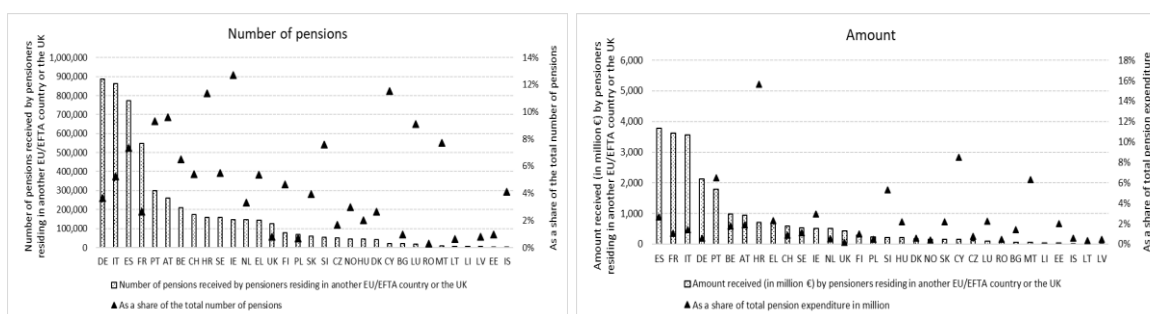 Number of pensions
Number of pensions received by pensioners
residing in another EU/EFTA country or the UK
1,000,000
900,000
800,000
700,000
600,000
500,000
400,000
300,000
200,000
100,000
0
14%
12%
10%
8%
6%
4%
2%
0%
As a share of the total number of pensions
DE IT ES FR PT AT BE CH HR SE IE NL EL UK FI PL SK SI CZ NO HU DK CY BG LU RO MT LT LI LV EE IS
Number of pensions received by pensioners residing in another EU/EFTA country or the UK
As a share of the total number of pensions
Amount
Amount received (in million €) by pensioners
residing in another EU/EFTA country or the UK
6,000
5,000
4,000
3,000
2,000
1,000
0
18%
16%
14%
12%
10%
8%
6%
4%
2%
0%
As a share of total pension expenditure
ES FR IT DE PT BE AT HR EL CH SE IE NL UK FI PL SI HU DK NO SK CY CZ LU RO BG MT LI EE IS LT LV
Amount received (in million €) by pensioners residing in another EU/EFTA country or the UK
As a share of total pension expenditure in million